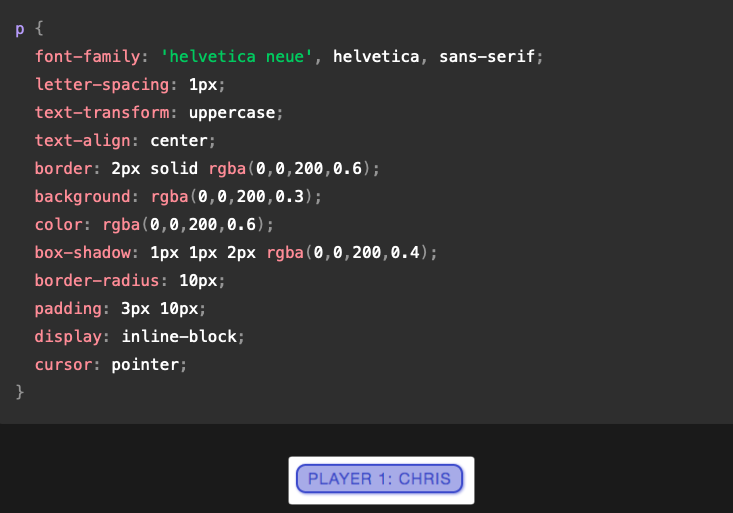 p {
  font-family: 'helvetica neue', helvetica, sans-serif;
  letter-spacing: 1px;
  text-transform: uppercase;
  text-align: center;
  border: 2px solid rgba(0,0,200,0.6);
  background: rgba(0,0,200,0.3);
  color: rgba(0,0,200,0.6);
  box-shadow: 1px 1px 2px rgba(0,0,200,0.4);
  border-radius: 10px;
  padding: 3px 10px;
  display: inline-block;
  cursor: pointer;
}
PLAYER 1: CHRIS